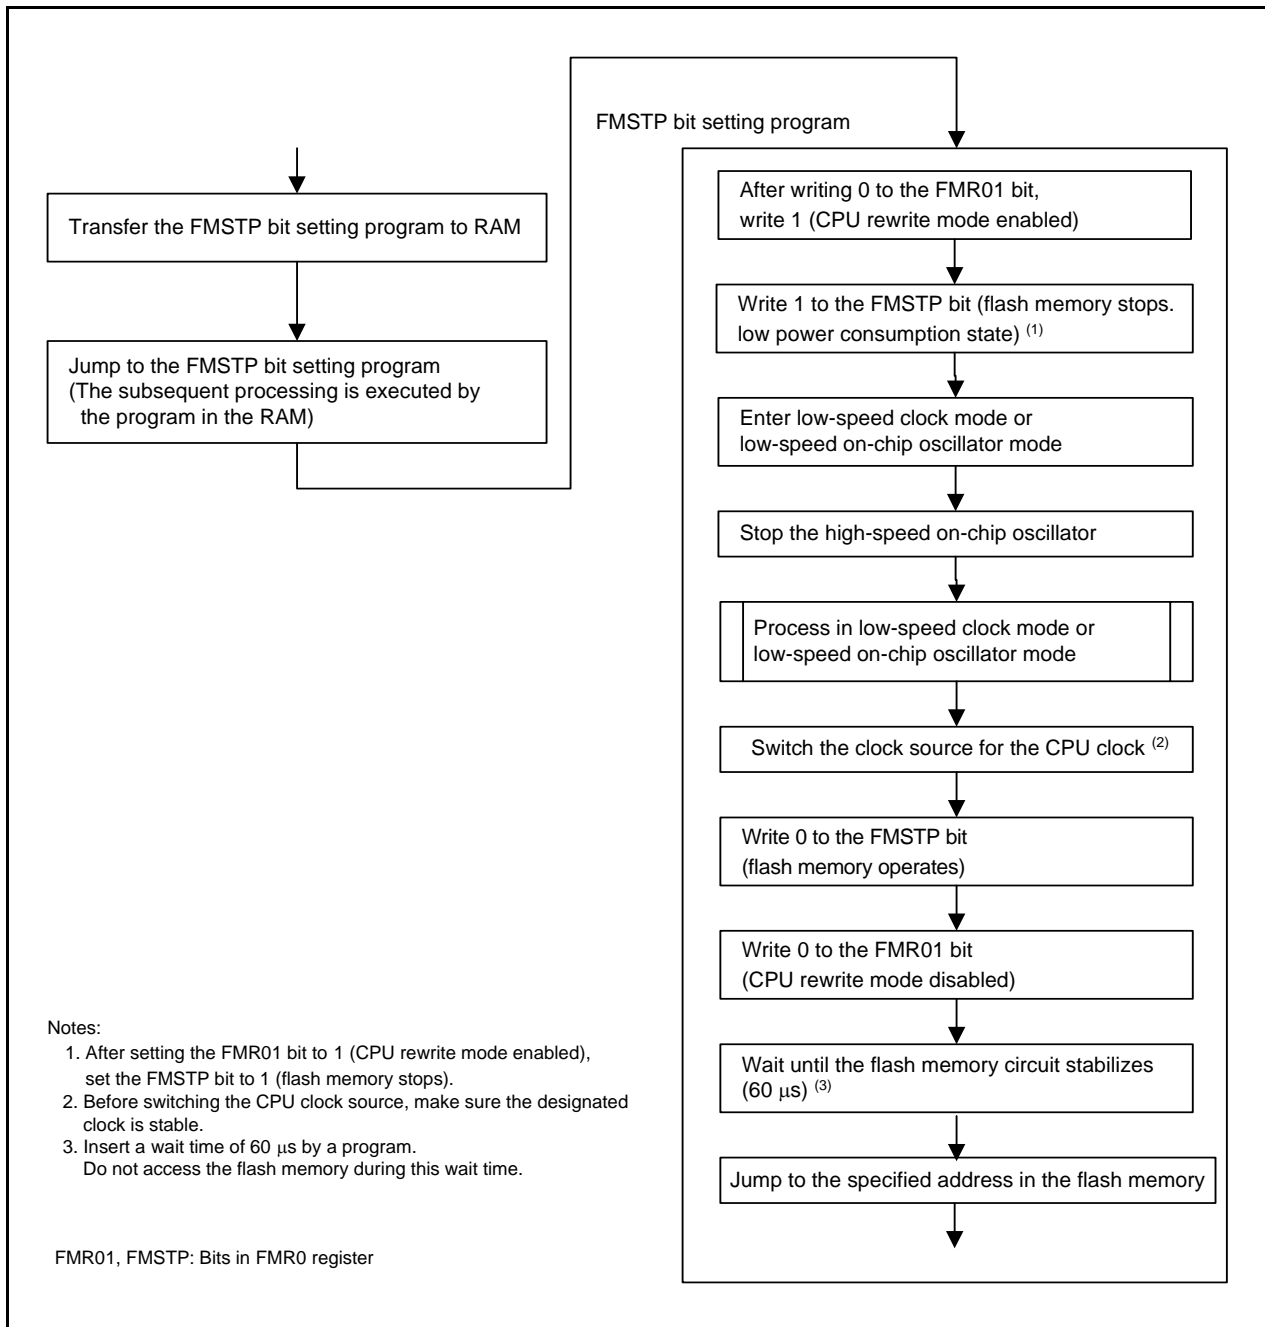 Transfer the FMSTP bit setting program to RAM
Jump to the FMSTP bit setting program
(The subsequent processing is executed by
the program in the RAM)
FMSTP bit setting program
After writing 0 to the FMR01 bit,
write 1 (CPU rewrite mode enabled)
Write 1 to the FMSTP bit (flash memory stops.
low power consumption state) (1)
Enter low-speed clock mode or
low-speed on-chip oscillator mode
Stop the high-speed on-chip oscillator
Process in low-speed clock mode or
low-speed on-chip oscillator mode
Switch the clock source for the CPU clock (2)
Write 0 to the FMSTP bit
(flash memory operates)
Write 0 to the FMR01 bit
(CPU rewrite mode disabled)
Wait until the flash memory circuit stabilizes
(60 μs) (3)
Jump to the specified address in the flash memory
Notes:
1. After setting the FMR01 bit to 1 (CPU rewrite mode enabled),
set the FMSTP bit to 1 (flash memory stops).
2. Before switching the CPU clock source, make sure the designated
clock is stable.
3. Insert a wait time of 60 μs by a program.
Do not access the flash memory during this wait time.
FMR01, FMSTP: Bits in FMR0 register